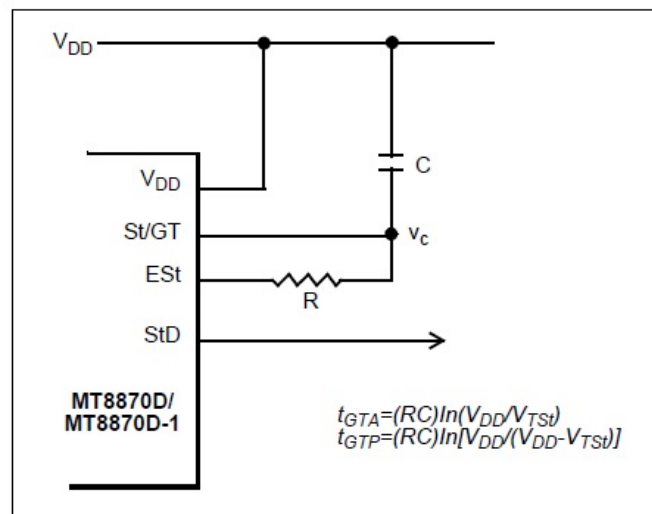 VDD
VDD
C
St/GT
vc
ESt
R
StD
MT8870D/
MT8870D-1
tGTA=(RC)In(VDD/VTSt)
tGTP=(RC)In[VDD/(VDD-VTSt)]